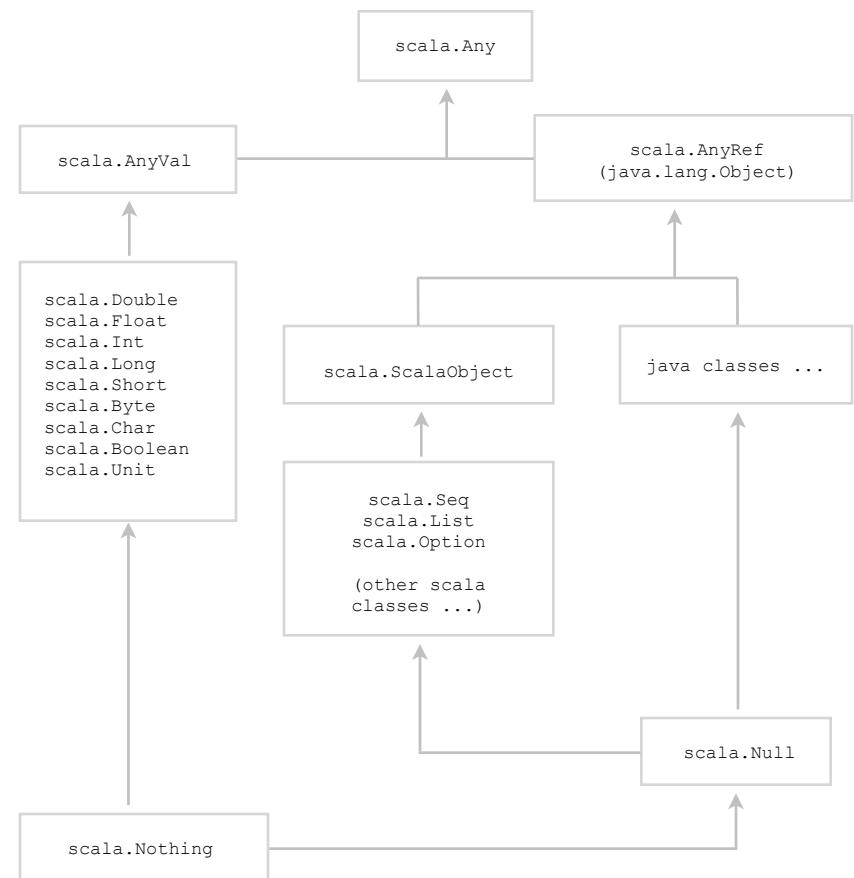 scala.Any
scala.AnyVal
scala.AnyRef
(java.lang.Object)
scala.Double
scala.Float
scala.Int
scala.Long
scala.Short
scala.Byte
scala.Char
scala.Boolean
scala.Unit
scala.ScalaObject
java classes ...
scala.Seq
scala.List
scala.Option
(other scala
classes ...)
scala.Null
scala.Nothing